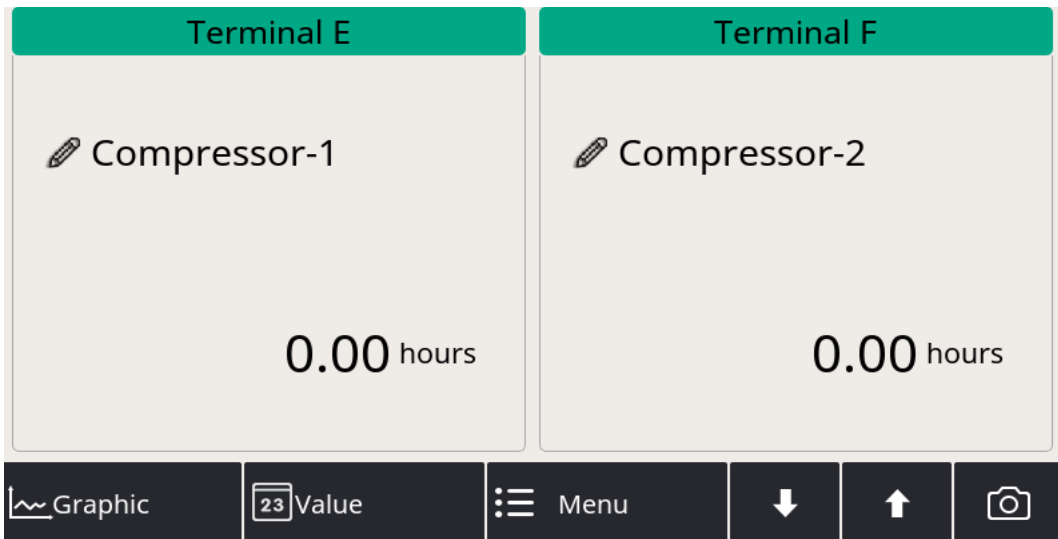 Terminal E
Compressor-1
0.00 hours
Terminal F
Compressor-2
0.00 hours
Graphic
23 Value
Menu